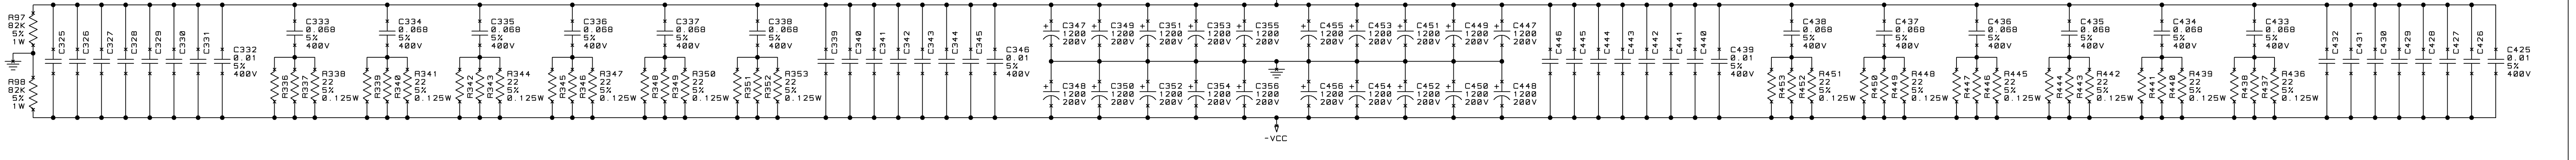 R97
82K
5%
1W
R98
82K
5%
1W
C325
C326
C327
C328
C329
C330
C331
C332
0.01
5%
400V
C333
0.068
5%
400V
R336
R337
R338
22
5%
0.125W
C334
0.068
5%
400V
R339
R340
R341
22
5%
0.125W
C335
0.068
5%
400V
R342
R343
R344
22
5%
0.125W
C336
0.068
5%
400V
R345
R346
R347
22
5%
0.125W
C337
0.068
5%
400V
R348
R349
R350
22
5%
0.125W
C338
0.068
5%
400V
R351
R352
R353
22
5%
0.125W
C339
C340
C341
C342
C343
C344
C345
C346
0.01
5%
400V
+ C347
1200
200V
+ C349
1200
200V
+ C351
1200
200V
+ C353
1200
200V
+ C355
1200
200V
+ C455
1200
200V
+ C453
1200
200V
+ C451
1200
200V
+ C449
1200
200V
+ C447
1200
200V
+ C348
1200
200V
+ C350
1200
200V
+ C352
1200
200V
+ C354
1200
200V
+ C356
1200
200V
+ C456
1200
200V
+ C454
1200
200V
+ C452
1200
200V
+ C450
1200
200V
+ C448
1200
200V
-VCC
C446
C445
C444
C443
C442
C441
C440
C439
0.01
5%
400V
C438
0.068
5%
400V
R453
R452
R451
22
5%
0.125W
C437
0.068
5%
400V
R450
R449
R448
22
5%
0.125W
C436
0.068
5%
400V
R447
R446
R445
22
5%
0.125W
C435
0.068
5%
400V
R444
R443
R442
22
5%
0.125W
C434
0.068
5%
400V
R441
R440
R439
22
5%
0.125W
C433
0.068
5%
400V
R438
R437
R436
22
5%
0.125W
C432
C431
C430
C429
C428
C427
C426
C425
0.01
5%
400V